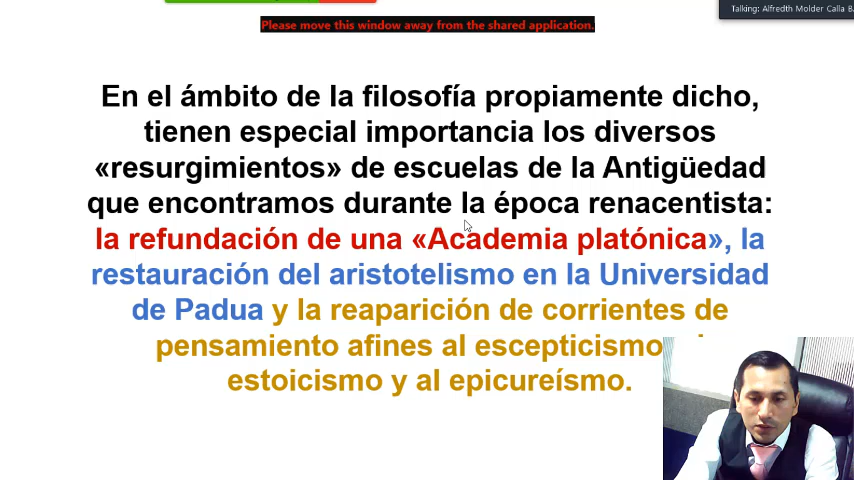 Please move this window away from the shared application.
Talking: Alfredth Molder Calla B.
En el ámbito de la filosofía propiamente dicho,
tienen especial importancia los diversos
«resurgimientos» de escuelas de la Antigüedad
que encontramos durante la época renacentista:
la refundación de una «Academia platónica», la
restauración del aristotelismo en la Universidad
de Padua y la reaparición de corrientes de
pensamiento afines al escepticismo
estoicismo y al epicureísmo.